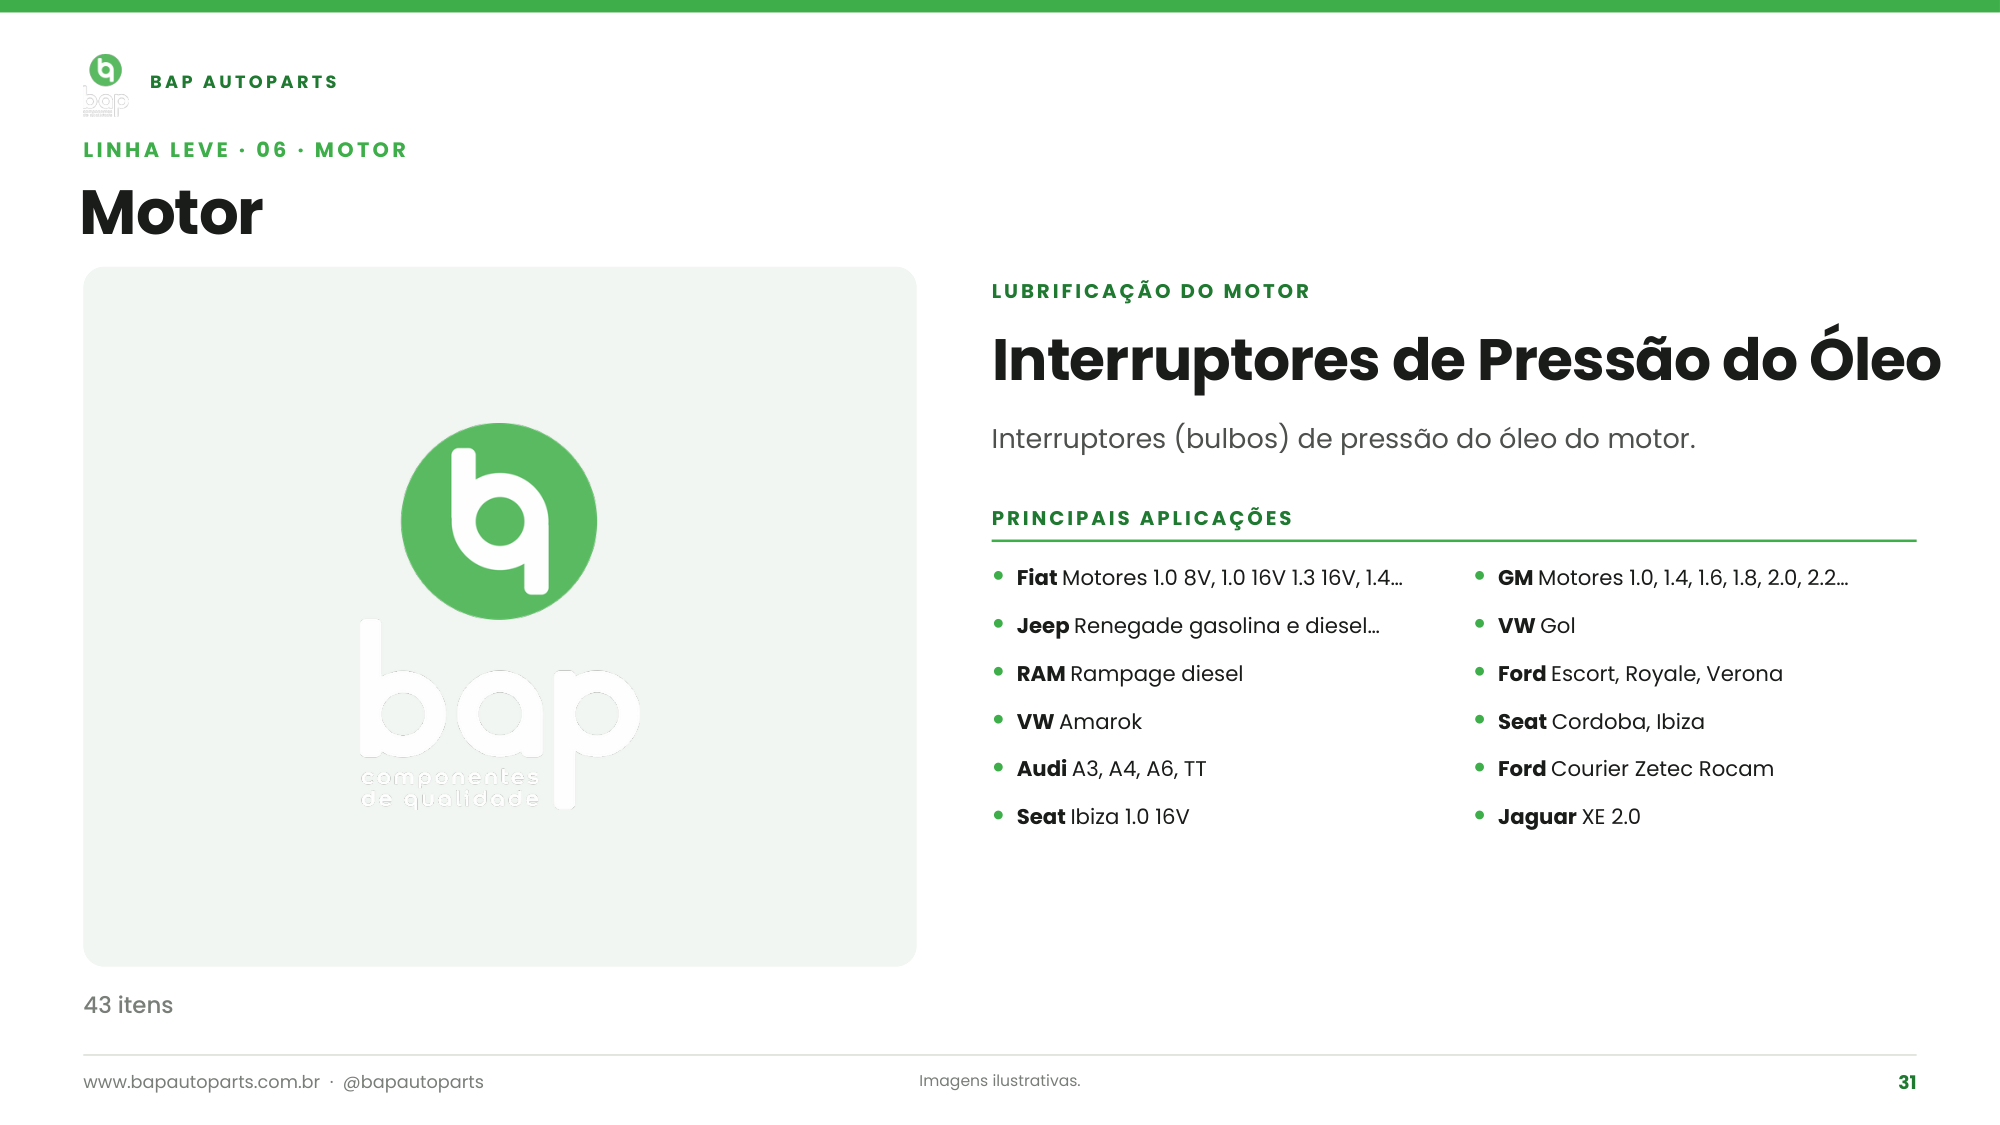 bap
BAP AUTOPARTS
LINHA LEVE · 06 · MOTOR
Motor
bap
componentes
de qualidade
LUBRIFICAÇÃO DO MOTOR
Interruptores de Pressão do Óleo
Interruptores (bulbos) de pressão do óleo do motor.
PRINCIPAIS APLICAÇÕES
• Fiat Motores 1.0 8V, 1.0 16V 1.3 16V, 1.4…
• Jeep Renegade gasolina e diesel…
• RAM Rampage diesel
• VW Amarok
• Audi A3, A4, A6, TT
• Seat Ibiza 1.0 16V
• GM Motores 1.0, 1.4, 1.6, 1.8, 2.0, 2.2…
• VW Gol
• Ford Escort, Royale, Verona
• Seat Cordoba, Ibiza
• Ford Courier Zetec Rocam
• Jaguar XE 2.0
43 itens
www.bapautoparts.com.br · @bapautoparts
Imagens ilustrativas.
31